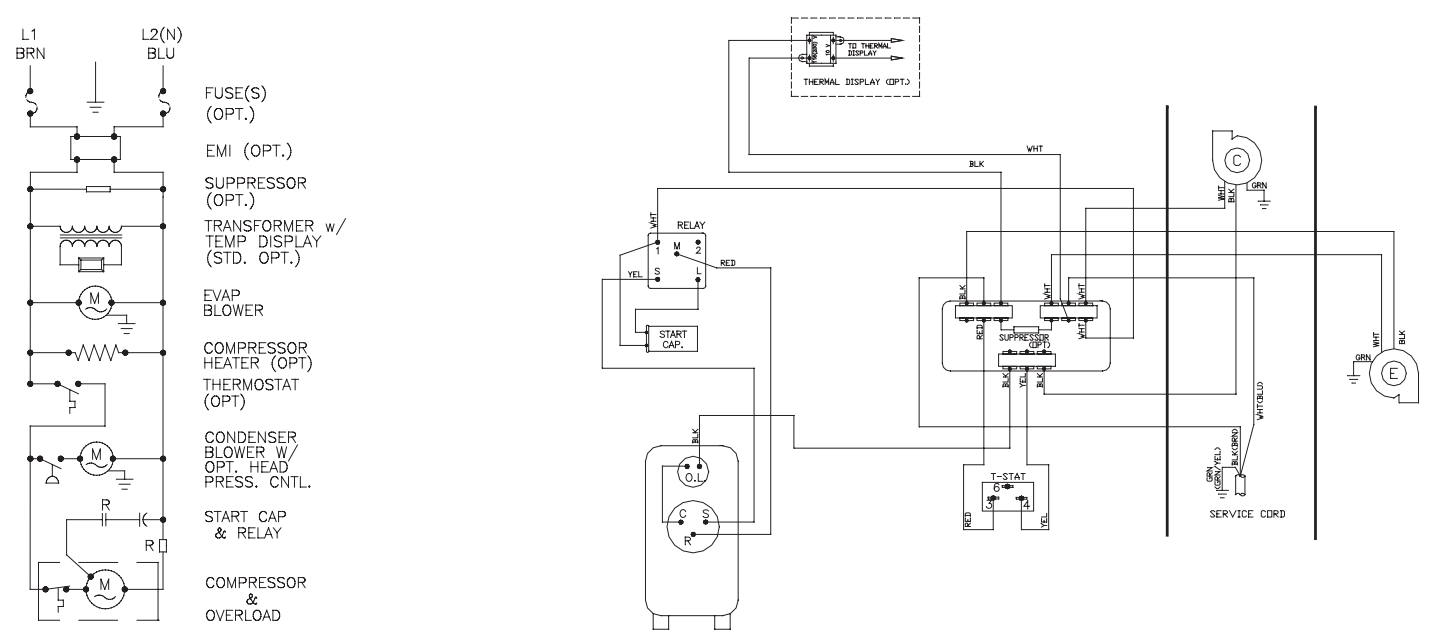 L1
BRN
L2(N)
BLU
FUSE(S)
(OPT.)
EMI (OPT.)
SUPPRESSOR
(OPT.)
TRANSFORMER w/
TEMP DISPLAY
(STD. OPT.)
M
EVAP
BLOWER
COMPRESSOR
HEATER (OPT)
THERMOSTAT
(OPT)
M
CONDENSER
BLOWER W/
OPT. HEAD
PRESS. CNTL.
R
START CAP
& RELAY
R
M
COMPRESSOR
&
OVERLOAD
10 V
TO THERMAL
DISPLAY
THERMAL DISPLAY (OPT.)
WHT
BLK
WHT
RELAY
1
M
2
S
L
YEL
RED
START
CAP.
BLK
O.L.
C
S
R
BLK
WHT
WHT
RED
SUPPRESSOR
(OPT)
WHT
BLK
YEL
BLK
T-STAT
6
3
4
RED
YEL
C
WHT
BLK
GRN
WHT
BLK
GRN
E
WHT(BLU)
BLK(BRN)
GRN
(GRN/YEL)
SERVICE CORD